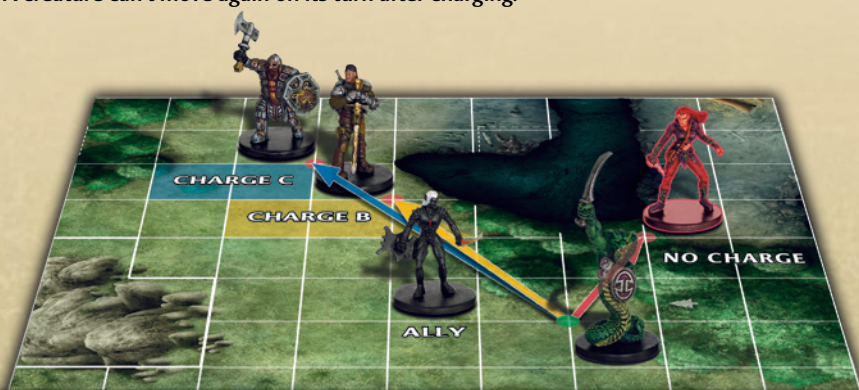 A creature can't move again on its turn after charging.
CHARGE C
CHARGE B
NO CHARGE
ALLY